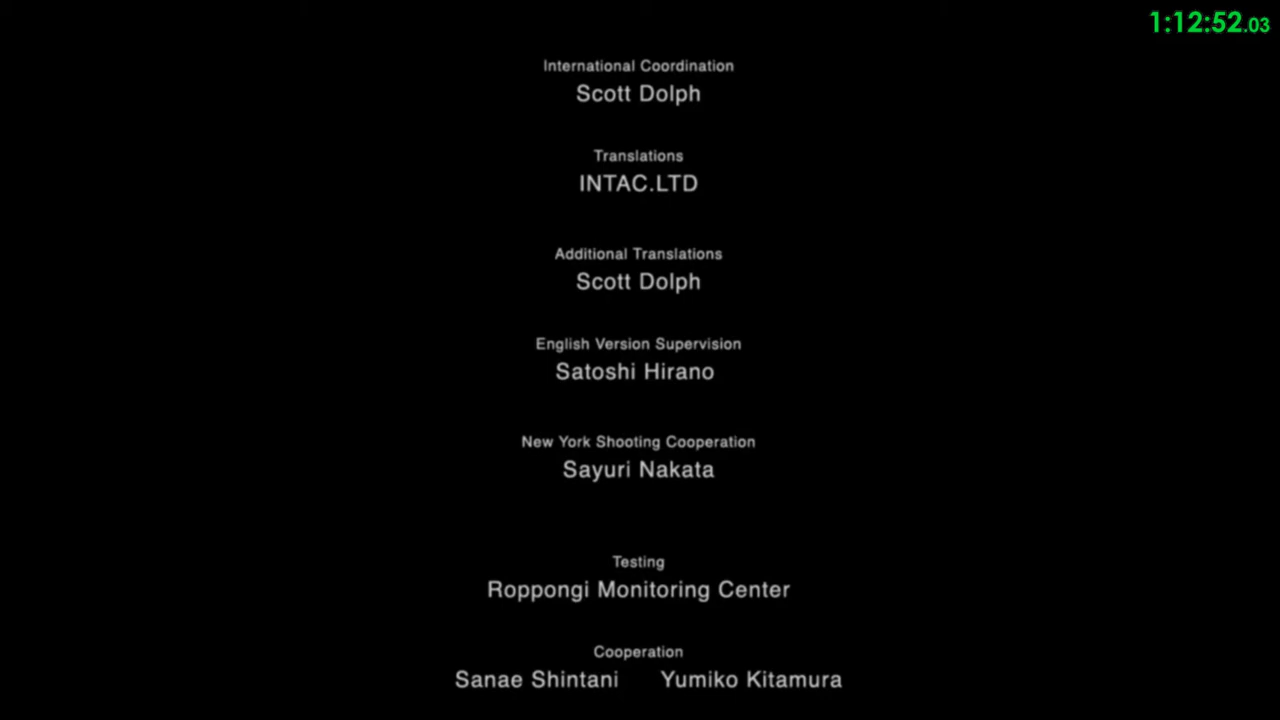 1:12:52.03
International Coordination
Scott Dolph
Translations
INTAC.LTD
Additional Translations
Scott Dolph
English Version Supervision
Satoshi Hirano
New York Shooting Cooperation
Sayuri Nakata
Testing
Roppongi Monitoring Center
Cooperation
Sanae Shintani Yumiko Kitamura